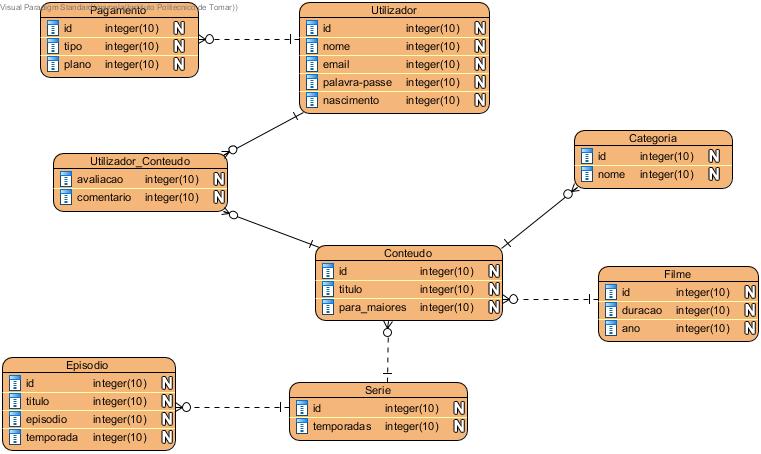 Visual Paradigm Standard(Instituto Politecnico de Tomar))
Pagamento
id integer(10) N
tipo integer(10) N
plano integer(10) N
Utilizador
id integer(10) N
nome integer(10) N
email integer(10) N
palavra-passe integer(10) N
nascimento integer(10) N
Utilizador_Conteudo
avaliacao integer(10) N
comentario integer(10) N
Categoria
id integer(10) N
nome integer(10) N
Conteudo
id integer(10) N
titulo integer(10) N
para_maiores integer(10) N
Filme
id integer(10) N
duracao integer(10) N
ano integer(10) N
Episodio
id integer(10) N
titulo integer(10) N
episodio integer(10) N
temporada integer(10) N
Serie
id integer(10) N
temporadas integer(10) N